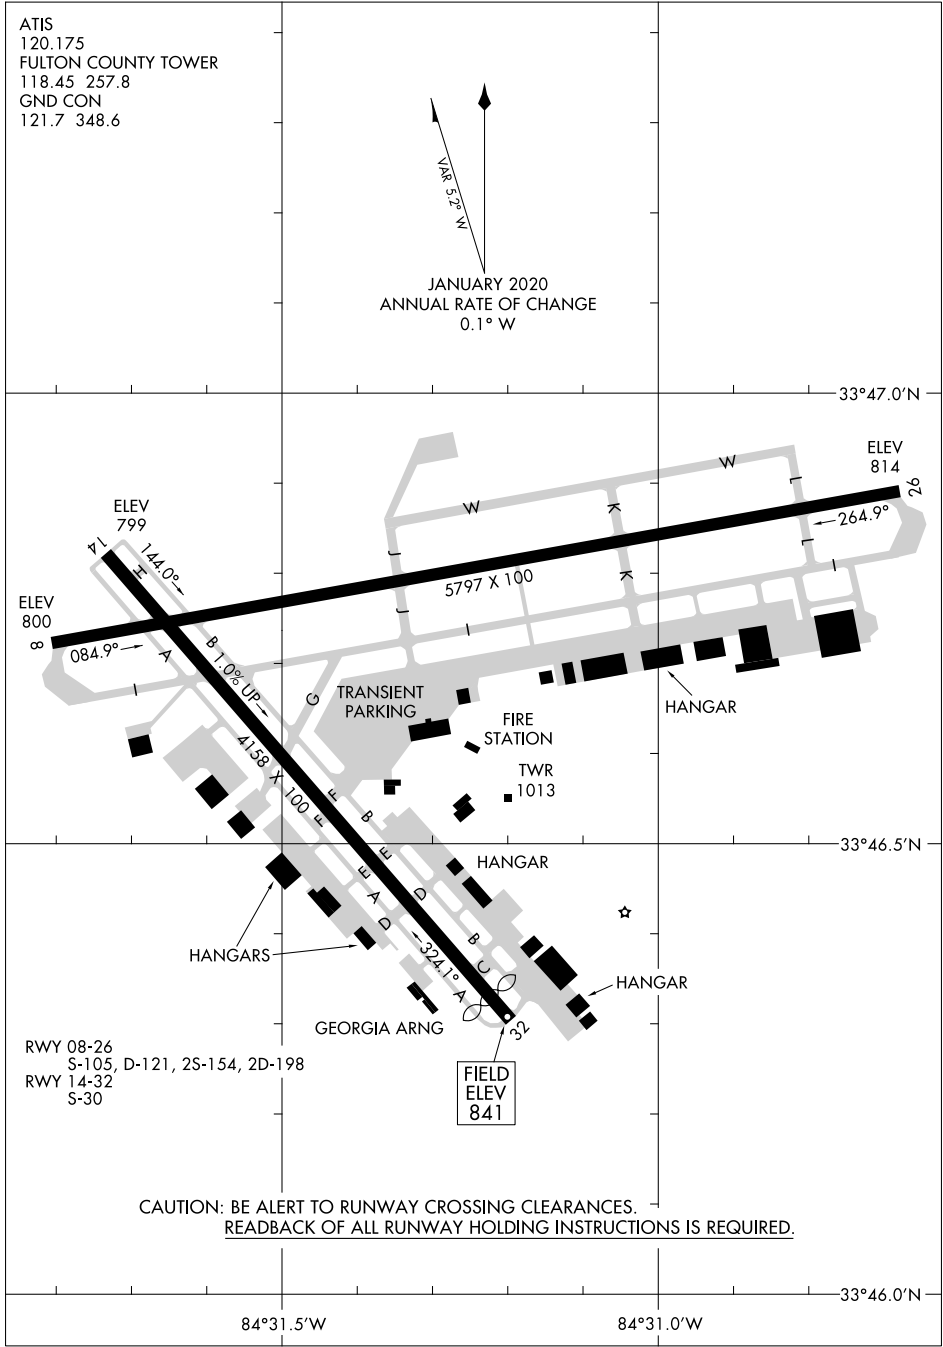 ATIS
120.175
FULTON COUNTY TOWER
118.45 257.8
GND CON
121.7 348.6
VAR 5.2° W
JANUARY 2020
ANNUAL RATE OF CHANGE
0.1° W
33°47.0'N
ELEV
814
26
264.9°
W
W
L
L
K
K
J
J
I
I
ELEV
799
14
144.0°
H
5797 X 100
ELEV
800
8
084.9°
A
B
I
1.0% UP
G
TRANSIENT
PARKING
HANGAR
FIRE
STATION
TWR
1013
4158 X 100
F
F
B
33°46.5'N
E
E
HANGAR
A
D
D
B
C
324.1°
A
HANGARS
HANGAR
GEORGIA ARNG
32
RWY 08-26
S-105, D-121, 2S-154, 2D-198
RWY 14-32
S-30
FIELD
ELEV
841
CAUTION: BE ALERT TO RUNWAY CROSSING CLEARANCES.
READBACK OF ALL RUNWAY HOLDING INSTRUCTIONS IS REQUIRED.
33°46.0'N
84°31.5'W
84°31.0'W